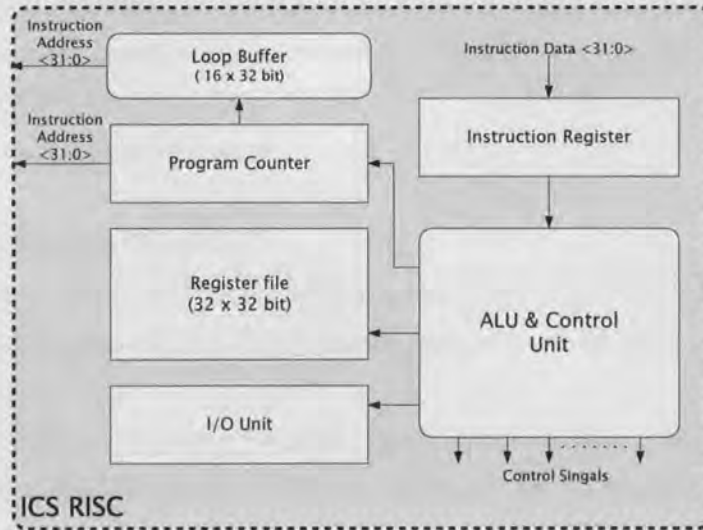 Instruction
Address
<31:0>
Loop Buffer
( 16 x 32 bit)
Instruction
Address
<31:0>
Program Counter
Register file
(32 x 32 bit)
I/O Unit
Instruction Data <31:0>
Instruction Register
ALU & Control
Unit
Control Singals
ICS RISC